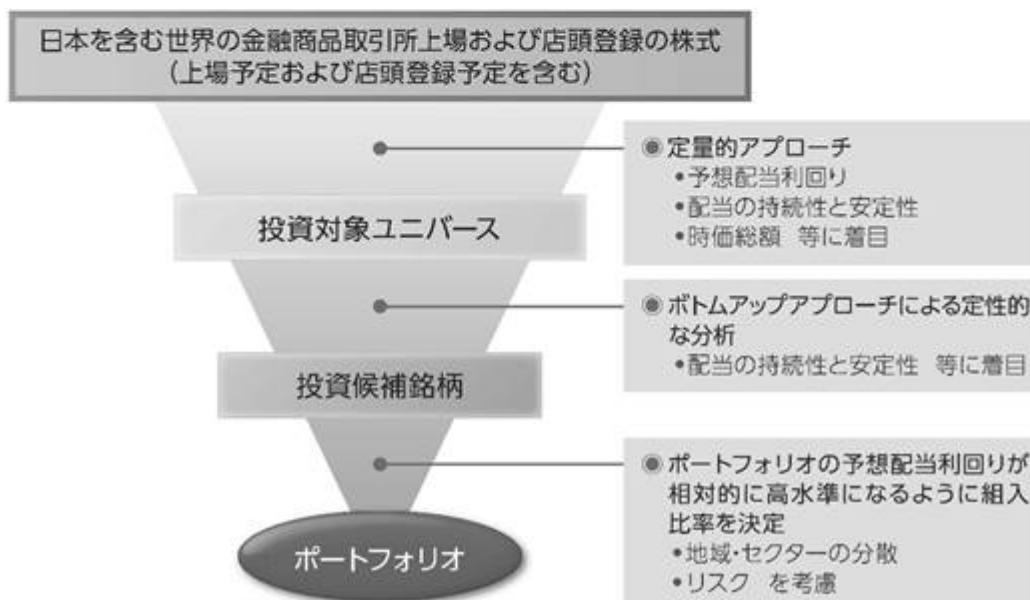 日本を含む世界の金融商品取引所上場および店頭登録の株式
（上場予定および店頭登録予定を含む）
◉定量的アプローチ
•予想配当利回り
•配当の持続性と安定性
•時価総額 等に着目
投資対象ユニバース
◉ボトムアップアプローチによる定性的
な分析
•配当の持続性と安定性 等に着目
投資候補銘柄
◉ポートフォリオの予想配当利回りが
相対的に高水準になるように組入
比率を決定
•地域・セクターの分散
•リスク を考慮
ポートフォリオ